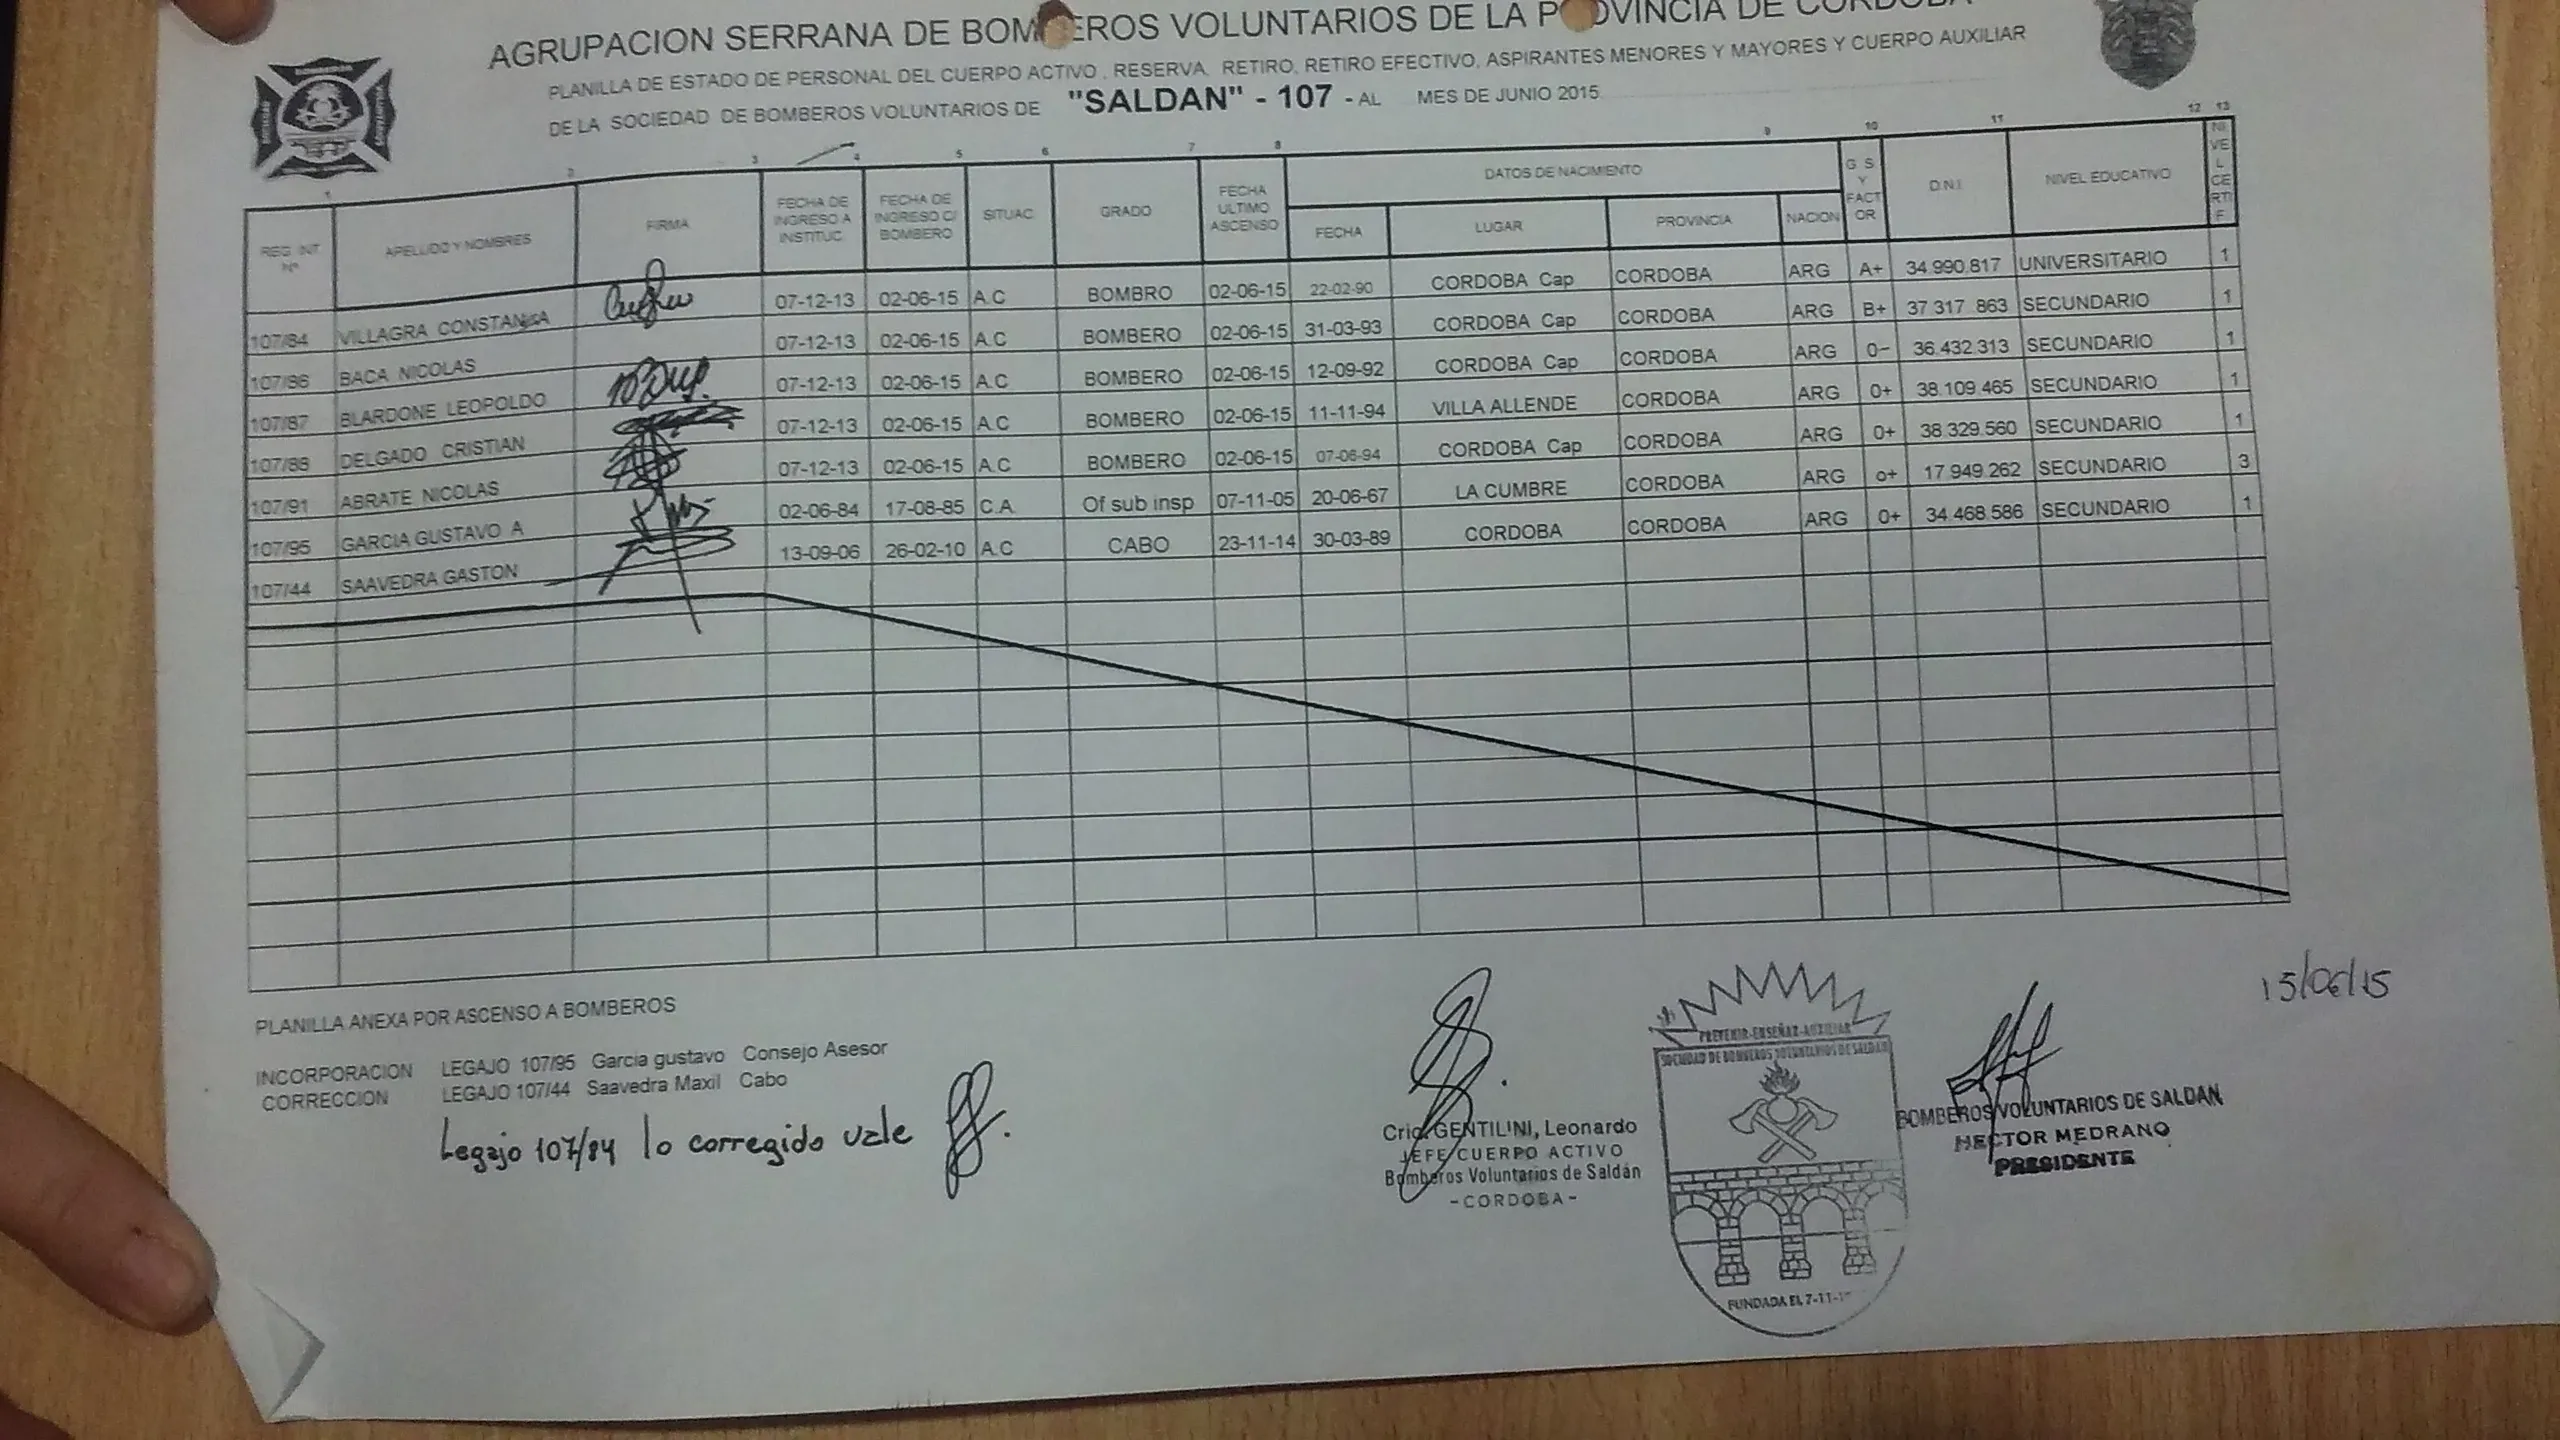 AGRUPACION SERRANA DE BOMBEROS VOLUNTARIOS DE LA PROVINCIA DE CORDOBA
PLANILLA DE ESTADO DE PERSONAL DEL CUERPO ACTIVO , RESERVA, RETIRO, RETIRO EFECTIVO, ASPIRANTES MENORES Y MAYORES Y CUERPO AUXILIAR
DE LA SOCIEDAD DE BOMBEROS VOLUNTARIOS DE "SALDAN" - 107 - AL MES DE JUNIO 2015
1 2 3 4 5 6 7 8 9 10 11 12 13
REG. INT Nº APELLIDO Y NOMBRES FIRMA FECHA DE INGRESO A INSTITUC. FECHA DE INGRESO C/ BOMBERO SITUAC. GRADO FECHA ULTIMO ASCENSO DATOS DE NACIMIENTO G S Y FACTOR D.N.I. NIVEL EDUCATIVO NIVEL CERTIF
FECHA LUGAR PROVINCIA NACION
107/84 VILLAGRA CONSTANSA 07-12-13 02-06-15 A.C BOMBRO 02-06-15 22-02-90 CORDOBA Cap CORDOBA ARG A+ 34.990.817 UNIVERSITARIO 1
107/86 BACA NICOLAS 07-12-13 02-06-15 A.C BOMBERO 02-06-15 31-03-93 CORDOBA Cap CORDOBA ARG B+ 37 317 863 SECUNDARIO 1
107/87 BLARDONE LEOPOLDO 07-12-13 02-06-15 A.C BOMBERO 02-06-15 12-09-92 CORDOBA Cap CORDOBA ARG 0- 36.432.313 SECUNDARIO 1
107/88 DELGADO CRISTIAN 07-12-13 02-06-15 A.C BOMBERO 02-06-15 11-11-94 VILLA ALLENDE CORDOBA ARG 0+ 38.109.465 SECUNDARIO 1
107/91 ABRATE NICOLAS 07-12-13 02-06-15 A.C BOMBERO 02-06-15 07-06-94 CORDOBA Cap CORDOBA ARG 0+ 38.329.560 SECUNDARIO 1
107/95 GARCIA GUSTAVO A 02-06-84 17-08-85 C.A. Of sub insp 07-11-05 20-06-67 LA CUMBRE CORDOBA ARG o+ 17.949.262 SECUNDARIO 3
107/44 SAAVEDRA GASTON 13-09-06 26-02-10 A.C CABO 23-11-14 30-03-89 CORDOBA CORDOBA ARG 0+ 34.468.586 SECUNDARIO 1
PLANILLA ANEXA POR ASCENSO A BOMBEROS
15/06/15
INCORPORACION LEGAJO 107/95 Garcia gustavo Consejo Asesor
CORRECCION LEGAJO 107/44 Saavedra Maxil Cabo
Legajo 107/84 lo corregido vale
Crio. GENTILINI, Leonardo
JEFE CUERPO ACTIVO
Bomberos Voluntarios de Saldán
- CORDOBA -
PREVENIR-ENSEÑAR-AUXILIAR
SOCIEDAD DE BOMBEROS VOLUNTARIOS DE SALDAN
FUNDADA EL 7-11-
BOMBEROS VOLUNTARIOS DE SALDAN
HECTOR MEDRANO
PRESIDENTE